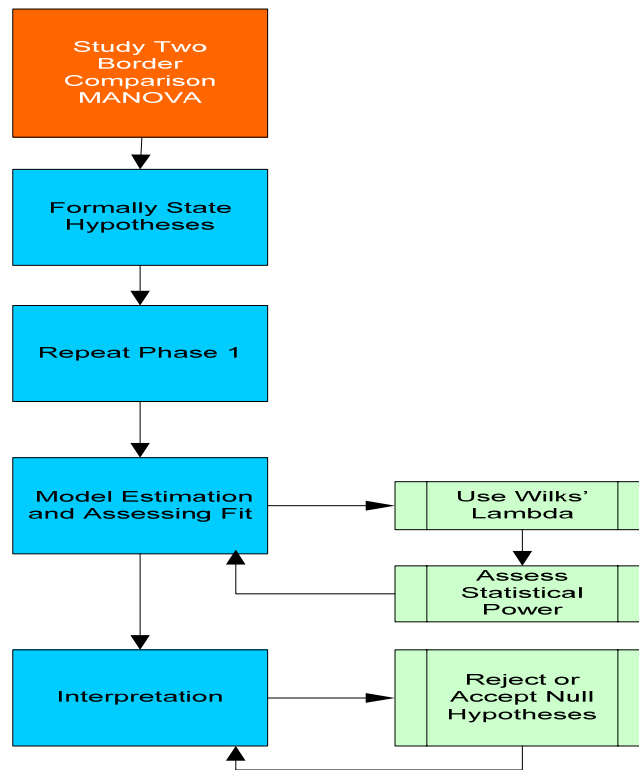 Study Two
Border
Comparison
MANOVA
Formally State
Hypotheses
Repeat Phase 1
Model Estimation
and Assessing Fit
Use Wilks’
Lambda
Assess
Statistical
Power
Interpretation
Reject or
Accept Null
Hypotheses